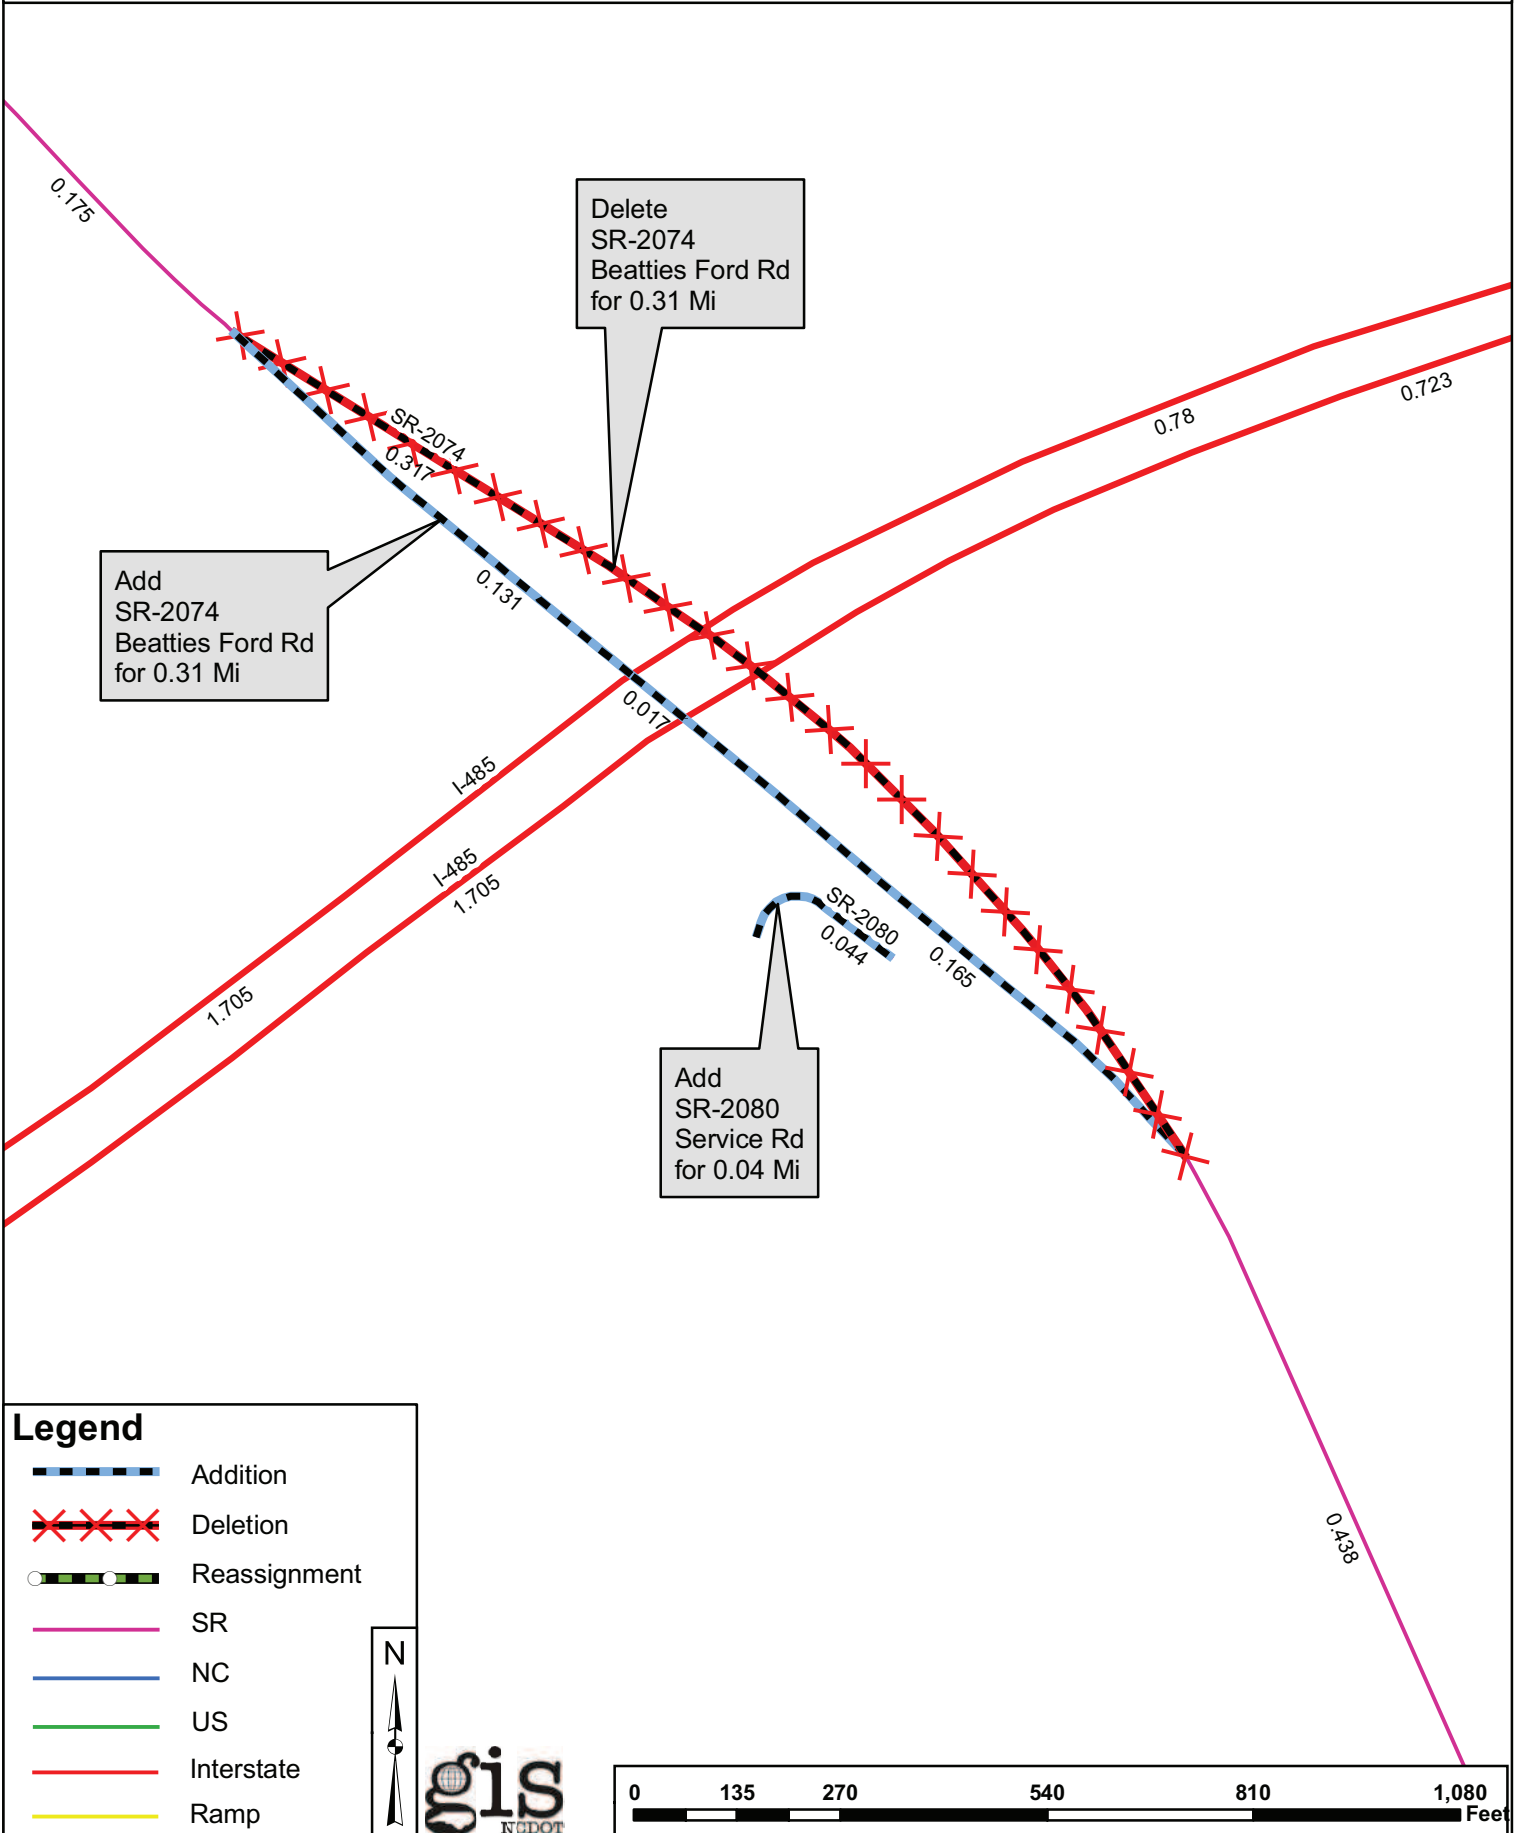 0.175
Delete
SR-2074
Beatties Ford Rd
for 0.31 Mi
0.78
0.723
SR-2074
0.317
Add
SR-2074
Beatties Ford Rd
for 0.31 Mi
0.131
0.017
I-485
I-485
1.705
1.705
SR-2080
0.044
0.165
Add
SR-2080
Service Rd
for 0.04 Mi
0.438
Legend
Addition
Deletion
Reassignment
SR
NC
US
Interstate
Ramp
N
gis
NCDOT
0 135 270 540 810 1,080
Feet